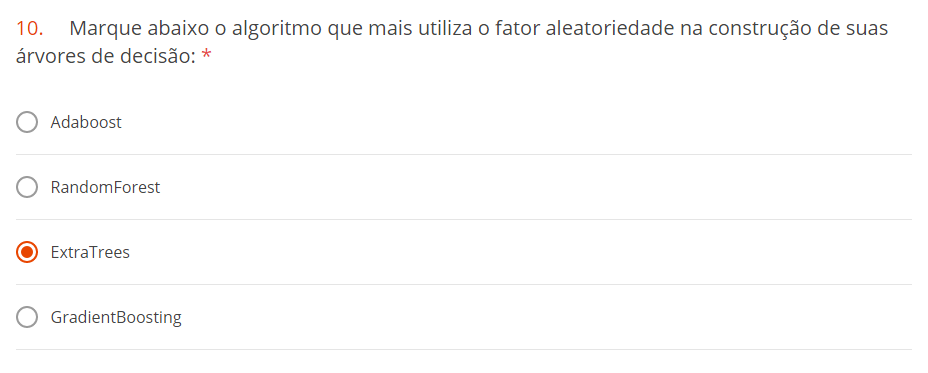 10. Marque abaixo o algoritmo que mais utiliza o fator aleatoriedade na construção de suas
árvores de decisão: *
Adaboost
RandomForest
ExtraTrees
GradientBoosting